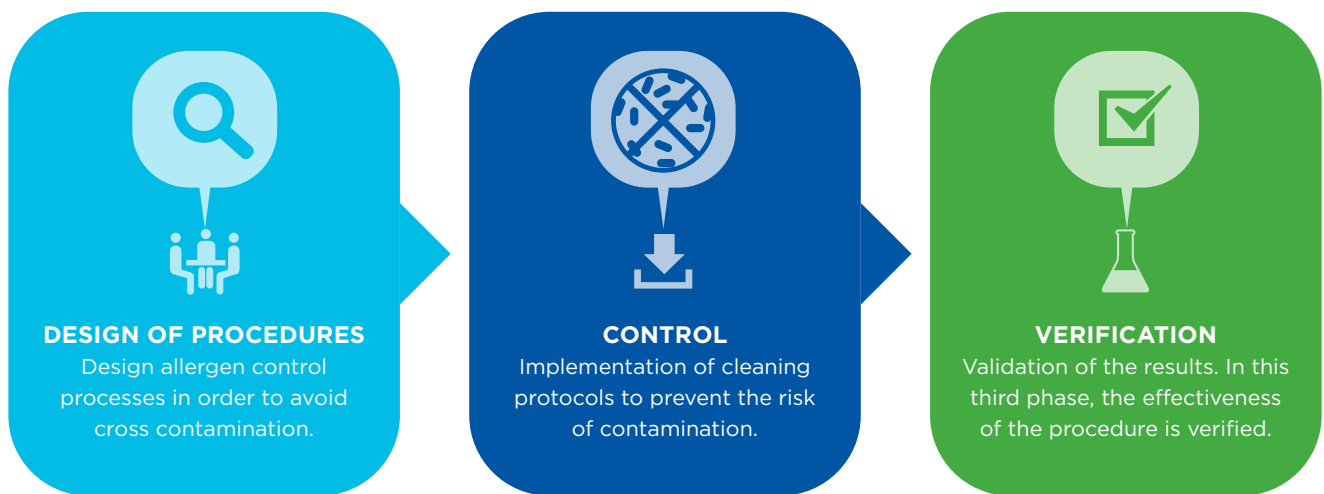 DESIGN OF PROCEDURES
Design allergen control
processes in order to avoid
cross contamination.
CONTROL
Implementation of cleaning
protocols to prevent the risk
of contamination.
VERIFICATION
Validation of the results. In this
third phase, the effectiveness
of the procedure is verified.